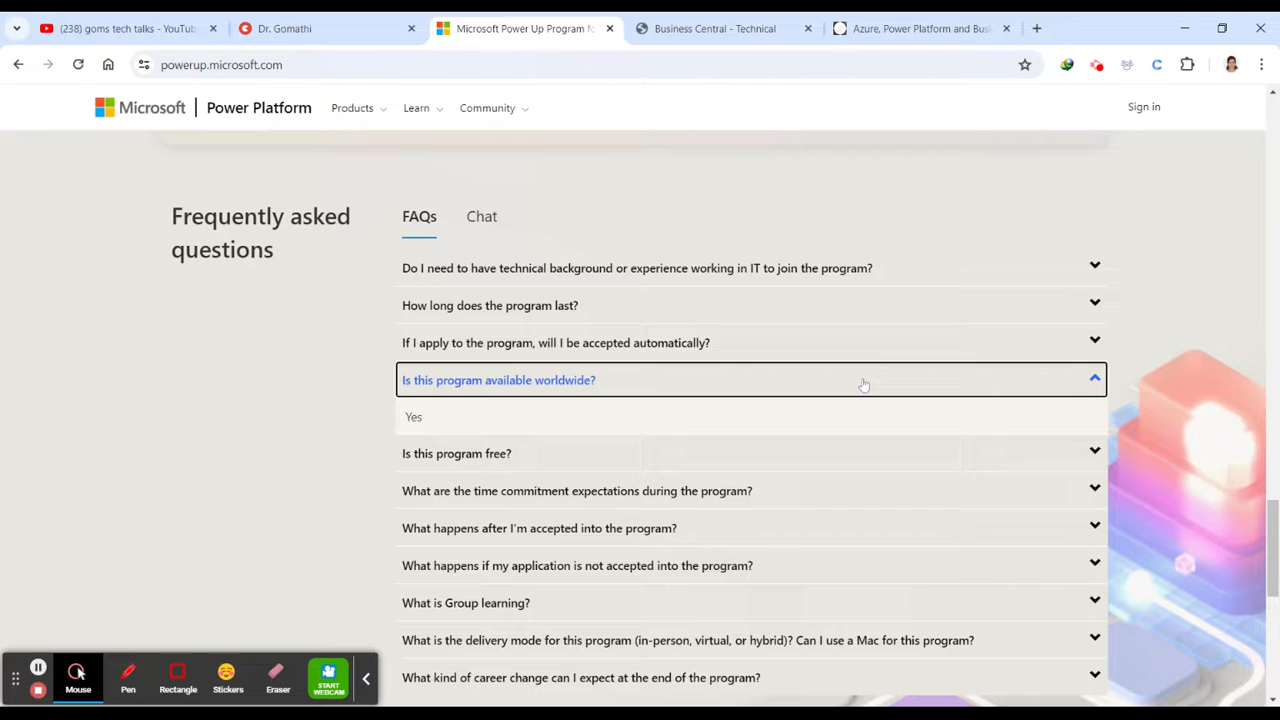 (238) goms tech talks - YouTube
Dr. Gomathi
Microsoft Power Up Program fo
Business Central - Technical
Azure, Power Platform and Busi
powerup.microsoft.com
Microsoft
Power Platform
Products
Learn
Community
Sign in
Frequently asked
questions
FAQs
Chat
Do I need to have technical background or experience working in IT to join the program?
How long does the program last?
If I apply to the program, will I be accepted automatically?
Is this program available worldwide?
Yes
Is this program free?
What are the time commitment expectations during the program?
What happens after I'm accepted into the program?
What happens if my application is not accepted into the program?
What is Group learning?
What is the delivery mode for this program (in-person, virtual, or hybrid)? Can I use a Mac for this program?
What kind of career change can I expect at the end of the program?
Mouse
Pen
Rectangle
Stickers
Eraser
START
WEBCAM